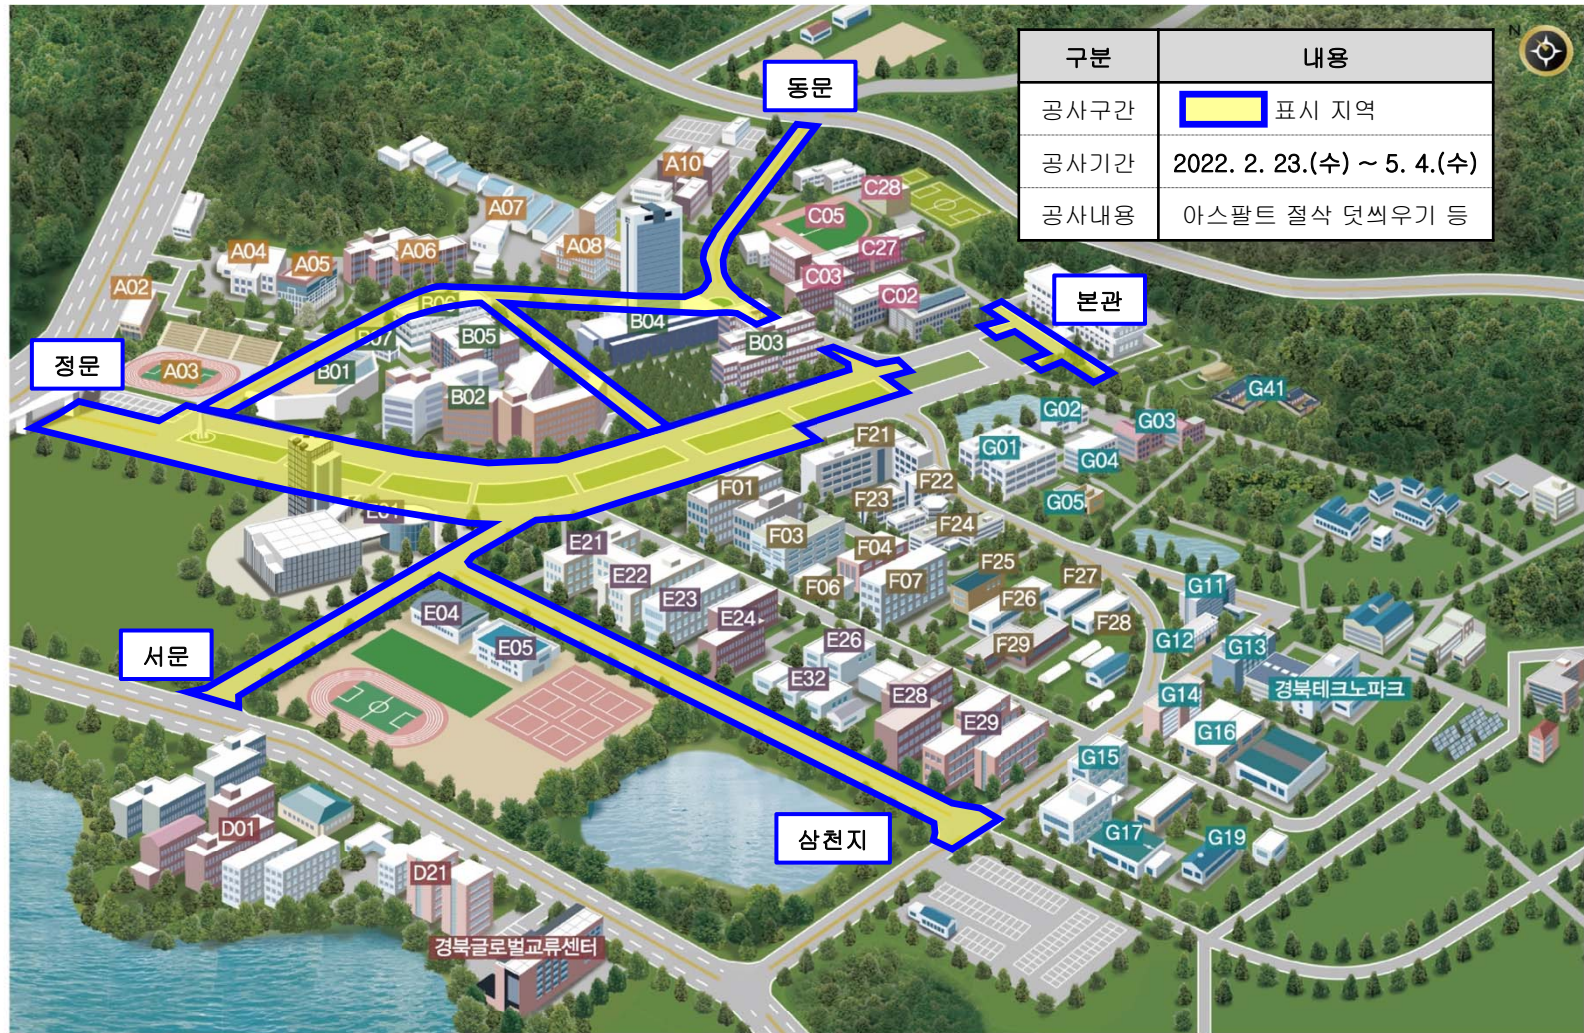 구분 내용
공사구간 표시 지역
공사기간 2022. 2. 23.(수) ~ 5. 4.(수)
공사내용 아스팔트 절삭 덧씌우기 등
N
동문
본관
정문
서문
삼천지
A10
C28
A07
C05
A04
A05
A06
A08
C27
C03
A02
C02
B06
B04
B07
B05
B03
A03
B01
B02
G41
G02
G03
G01
G04
F21
F01
F23
F22
G05
E01
F03
F24
E21
F04
E22
F06
F07
F25
F26
F27
G11
E23
E24
F28
E04
E05
E26
F29
G12
G13
E32
E28
G14
경북테크노파크
E29
G16
G15
D01
G17
G19
D21
경북글로벌교류센터